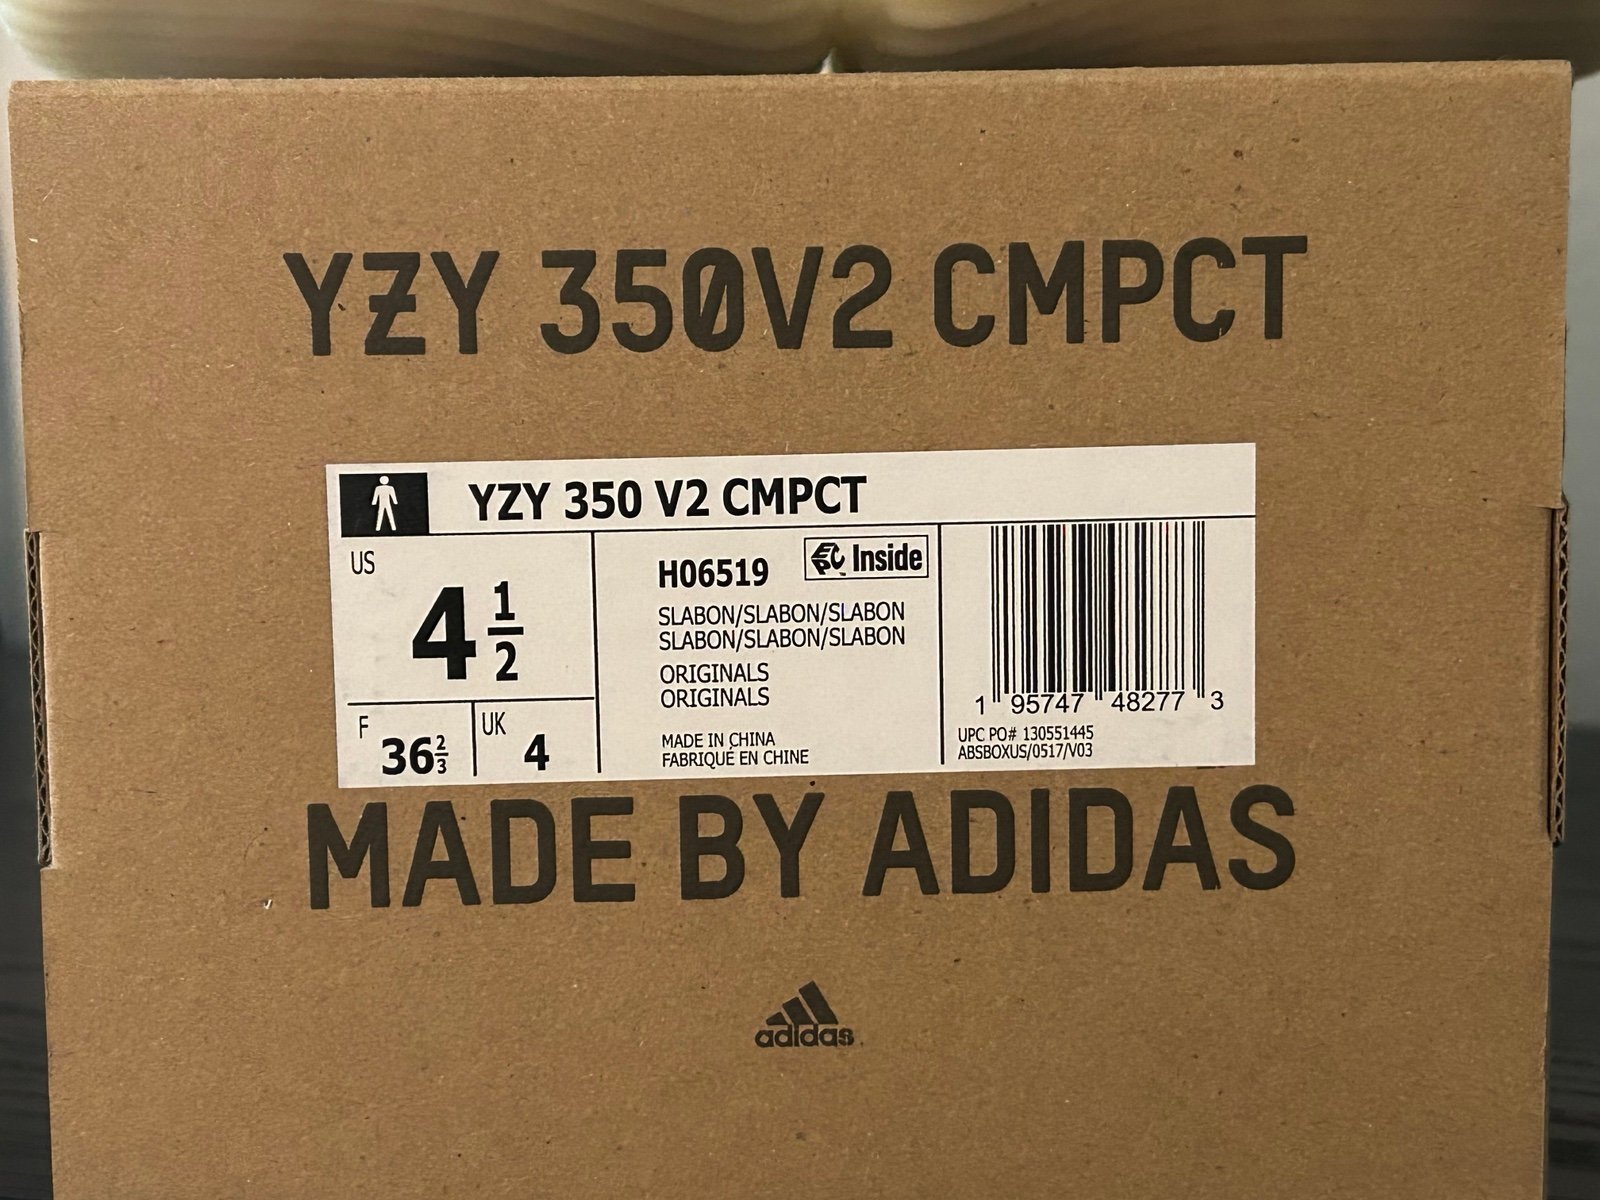 YZY 350V2 CMPCT
YZY 350 V2 CMPCT
US
4 1/2
F 36 2/3
UK 4
H06519
Inside
SLABON/SLABON/SLABON
SLABON/SLABON/SLABON
ORIGINALS
ORIGINALS
MADE IN CHINA
FABRIQUÉ EN CHINE
1 95747 48277 3
UPC PO# 130551445
ABSBOXUS/0517/V03
MADE BY ADIDAS
adidas